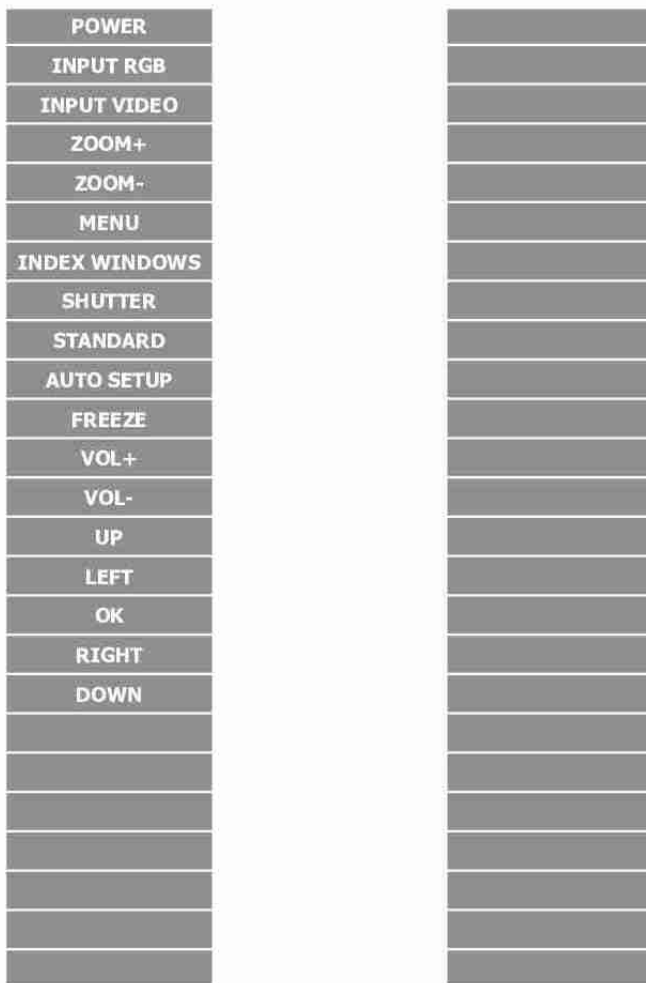 POWER
INPUT RGB
INPUT VIDEO
ZOOM+
ZOOM-
MENU
INDEX WINDOWS
SHUTTER
STANDARD
AUTO SETUP
FREEZE
VOL+
VOL-
UP
LEFT
OK
RIGHT
DOWN